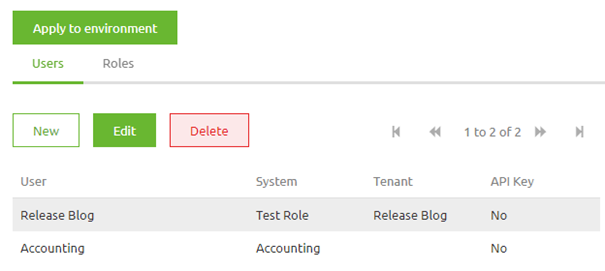 Apply to environment
Users Roles
New Edit Delete 1 to 2 of 2
User System Tenant API Key
Release Blog Test Role Release Blog No
Accounting Accounting No